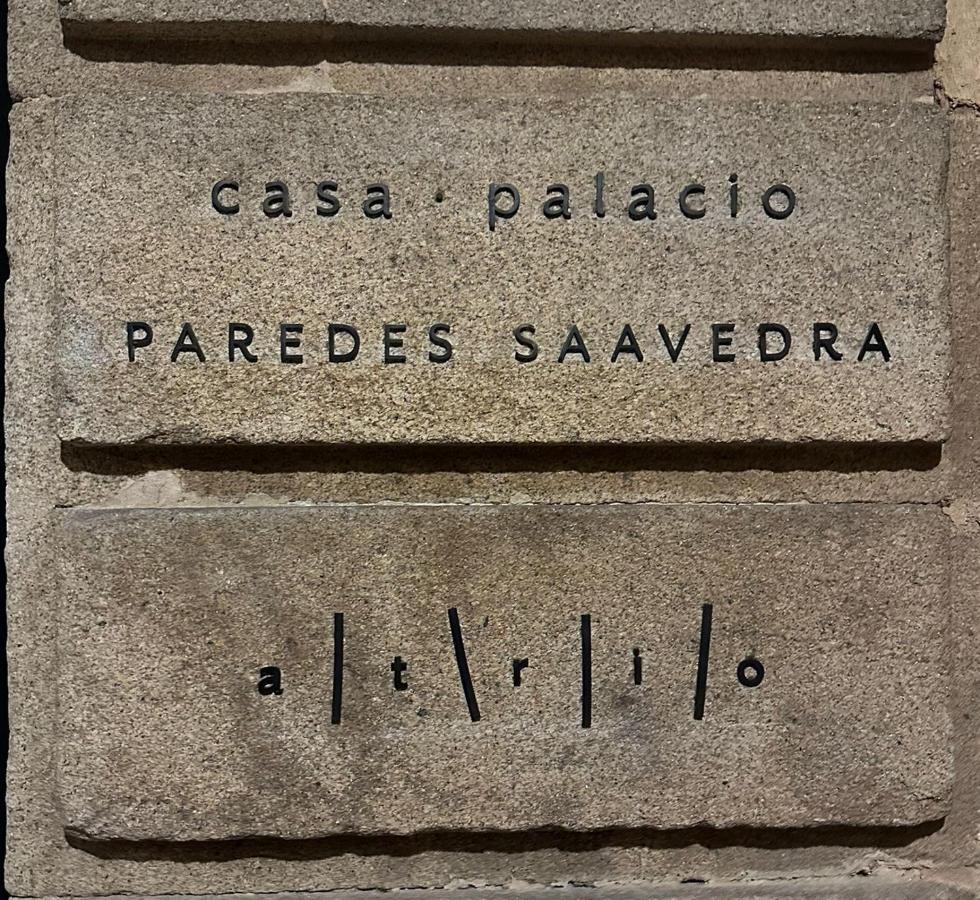 casa · palacio
PAREDES SAAVEDRA
a | t \ r | i / o